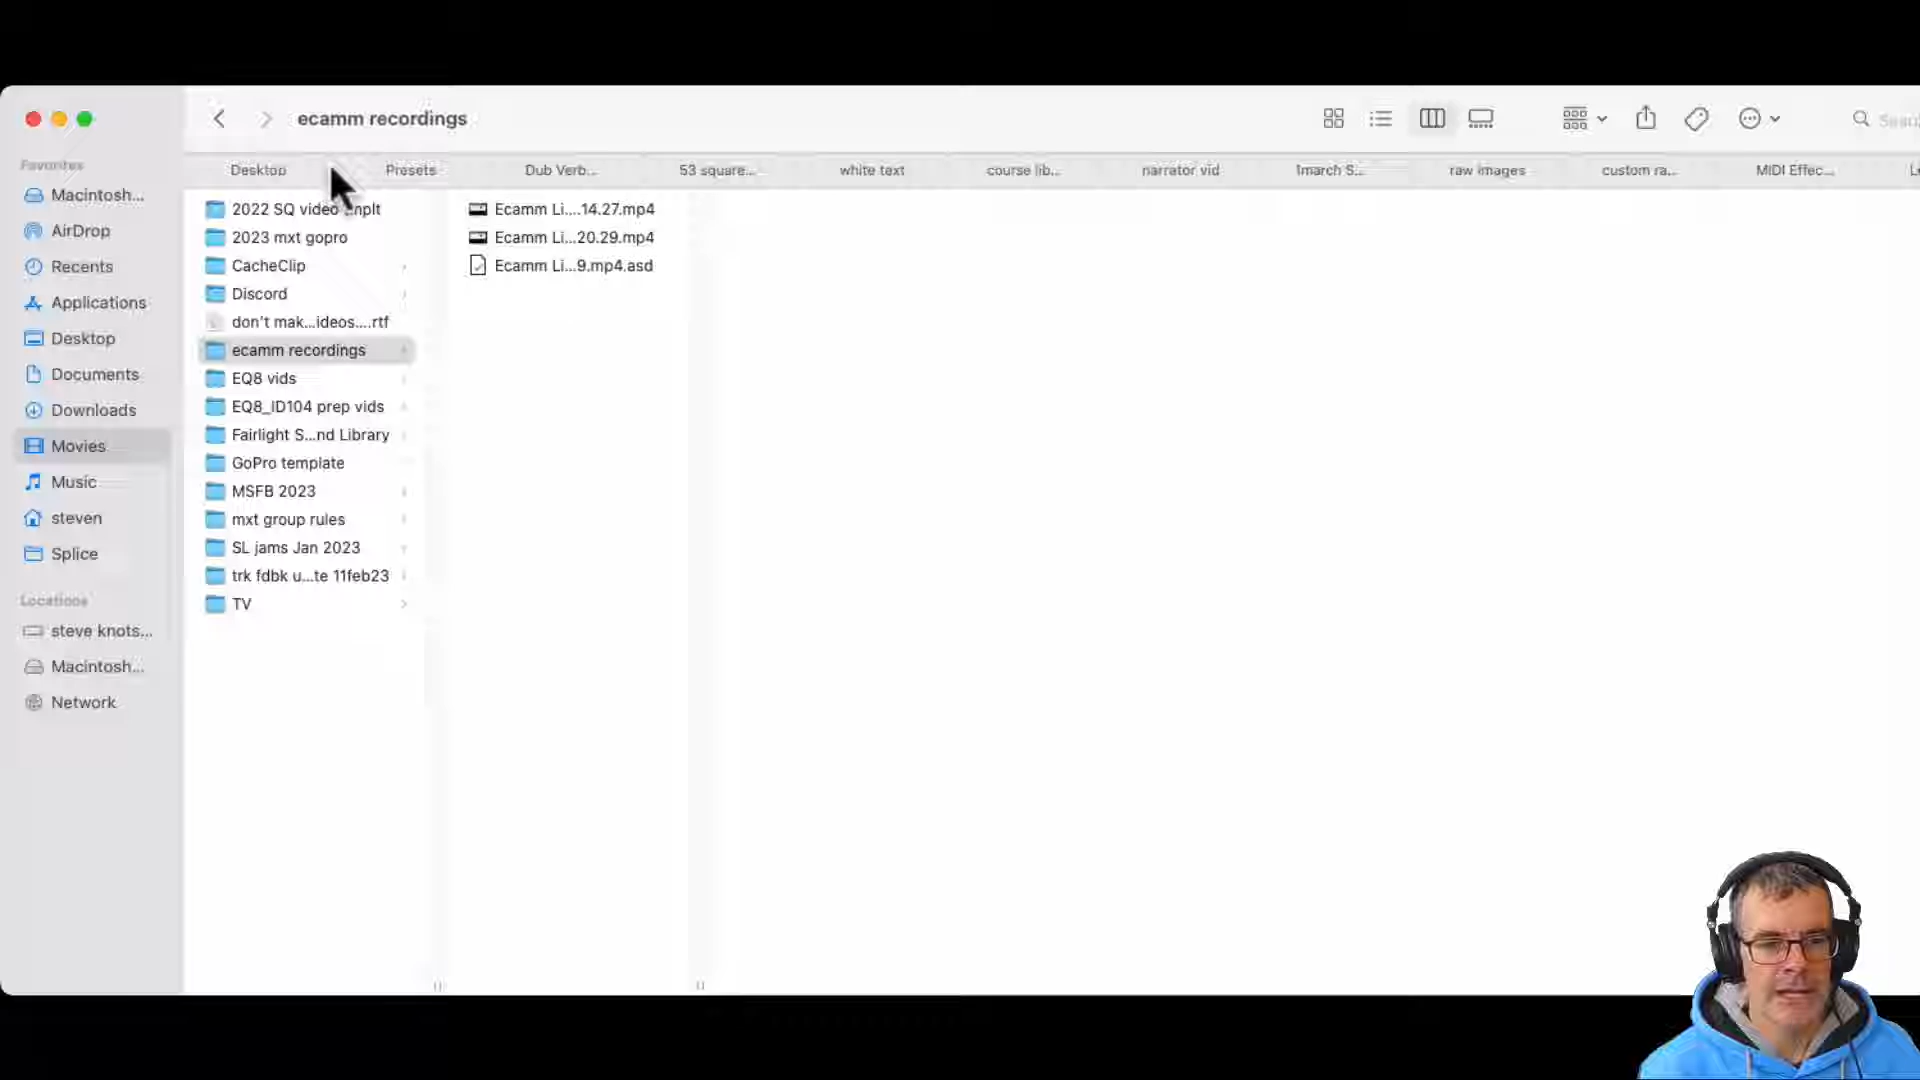 ecamm recordings
Desktop
Presets
Dub Verb...
53 square...
white text
course lib...
narrator vid
1march S...
raw images
custom ra...
MIDI Effec...
Favorites
Macintosh...
AirDrop
Recents
Applications
Desktop
Documents
Downloads
Movies
Music
steven
Splice
Locations
steve knots...
Macintosh...
Network
2022 SQ video
2023 mxt gopro
CacheClip
Discord
don't mak...ideos....rtf
ecamm recordings
EQ8 vids
EQ8_ID104 prep vids
Fairlight S...nd Library
GoPro template
MSFB 2023
mxt group rules
SL jams Jan 2023
trk fdbk u...te 11feb23
TV
Ecamm Li....14.27.mp4
Ecamm Li...20.29.mp4
Ecamm Li...9.mp4.asd